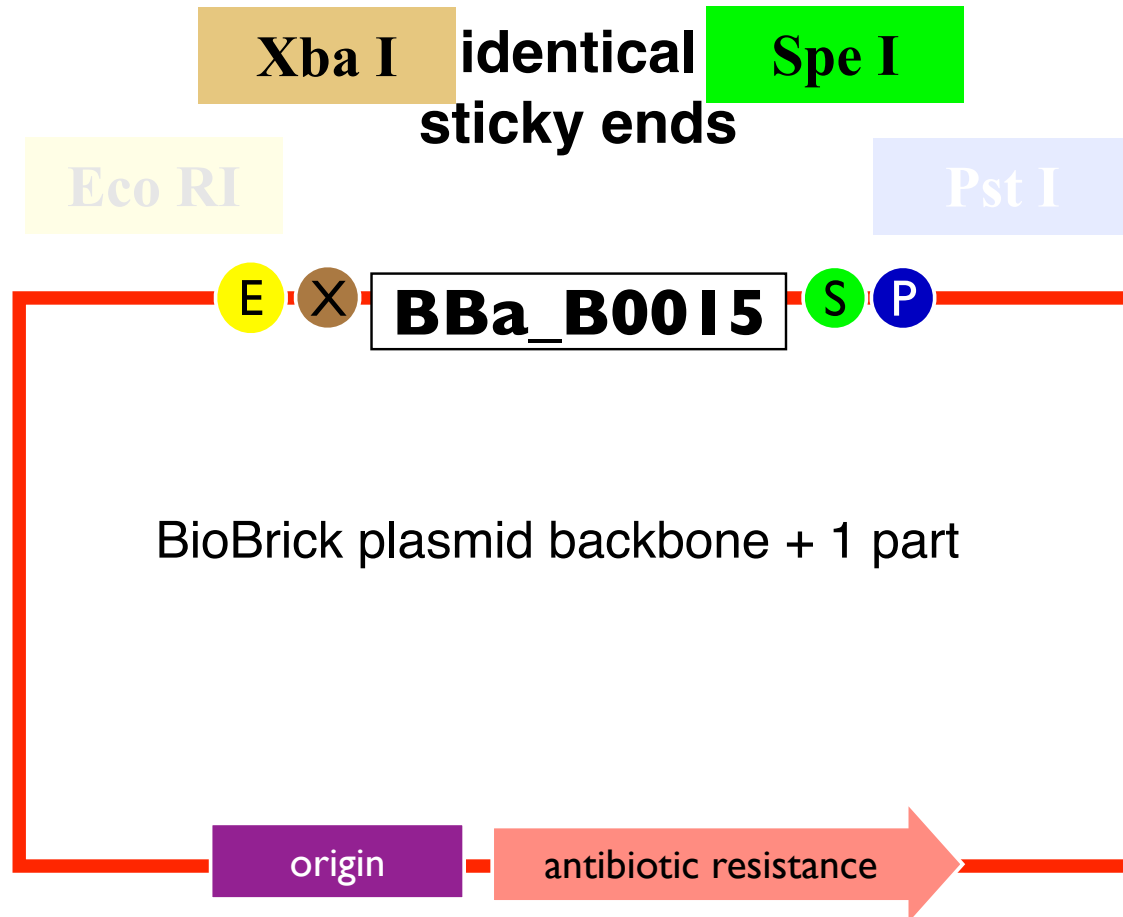 Xba I identical Spe I
sticky ends
Eco RI Pst I
E X BBa_B0015 S P
BioBrick plasmid backbone + 1 part
origin antibiotic resistance